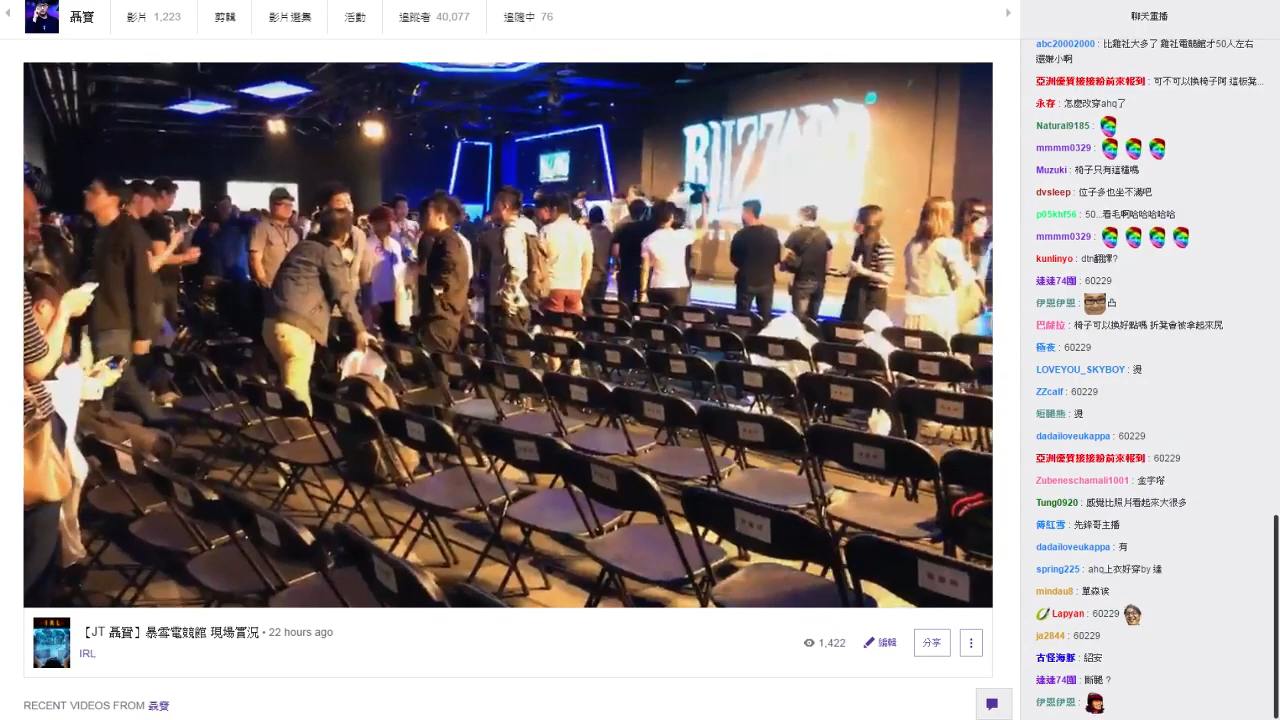 聶寶
影片 1,223
剪輯
影片選集
活動
追蹤者 40,077
追隨中 76
聊天重播
BLIZZARD
abc20002000 : 比雞社大多了 雞社電競館才50人左右
還嫌小啊
亞洲優質接接粉前來報到 : 可不可以換椅子阿 這板凳...
永存 : 怎麼改穿ahq了
Natural9185 :
mmmm0329 :
Muzuki : 椅子只有這種嗎
dvsleep : 位子多也坐不滿吧
p05khf56 : 50...看毛啊哈哈哈哈哈
mmmm0329 :
kunlinyo : dtn翻譯?
達達74團 : 60229
伊恩伊恩 : 凸
巴薩拉 : 椅子可以換好點嗎 折凳會被拿起來尻
極夜 : 60229
LOVEYOU_SKYBOY : 燙
ZZcalf : 60229
短腿熊 : 燙
dadailoveukappa : 60229
亞洲優質接接粉前來報到 : 60229
Zubeneschamali1001 : 金字塔
Tung0920 : 感覺比照片看起來大很多
傅紅雪 : 先鋒哥主播
dadailoveukappa : 有
spring225 : ahq上衣好穿by 達
mindau8 : 單森诶
Lapyan : 60229
ja2844 : 60229
古怪海豚 : 紹安
達達74團 : 斷腿？
伊恩伊恩 :
IRL
【JT 聶寶】暴雪電競館 現場實況 • 22 hours ago
IRL
1,422
編輯
分享
RECENT VIDEOS FROM 聶寶